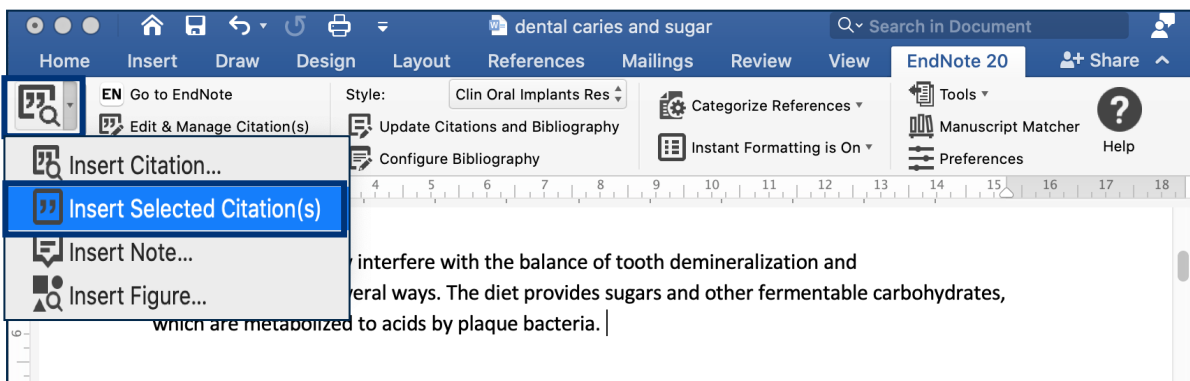 dental caries and sugar
Search in Document
Home Insert Draw Design Layout References Mailings Review View EndNote 20 Share
EN Go to EndNote
Edit & Manage Citation(s)
Style: Clin Oral Implants Res
Update Citations and Bibliography
Configure Bibliography
Categorize References
Instant Formatting is On
Tools
Manuscript Matcher
Preferences
Help
Insert Citation...
Insert Selected Citation(s)
Insert Note...
Insert Figure...
4 5 6 7 8 9 10 11 12 13 14 15 16 17 18
interfere with the balance of tooth demineralization and
veral ways. The diet provides sugars and other fermentable carbohydrates,
which are metabolized to acids by plaque bacteria.